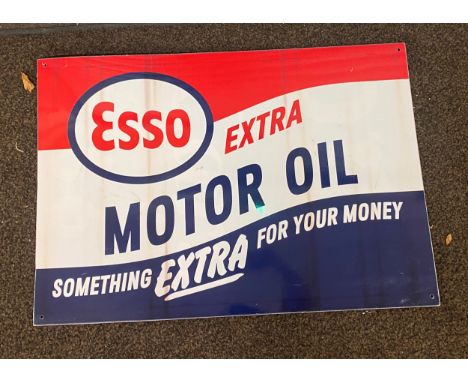 Esso
EXTRA
MOTOR OIL
SOMETHING EXTRA FOR YOUR MONEY